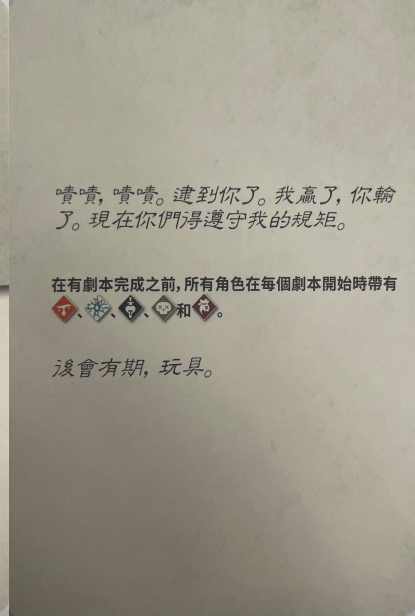 嘖嘖，嘖嘖。逮到你了。我贏了，你輸
了。現在你們得遵守我的規矩。
在有劇本完成之前，所有角色在每個劇本開始時帶有
、、、和。
後會有期，玩具。